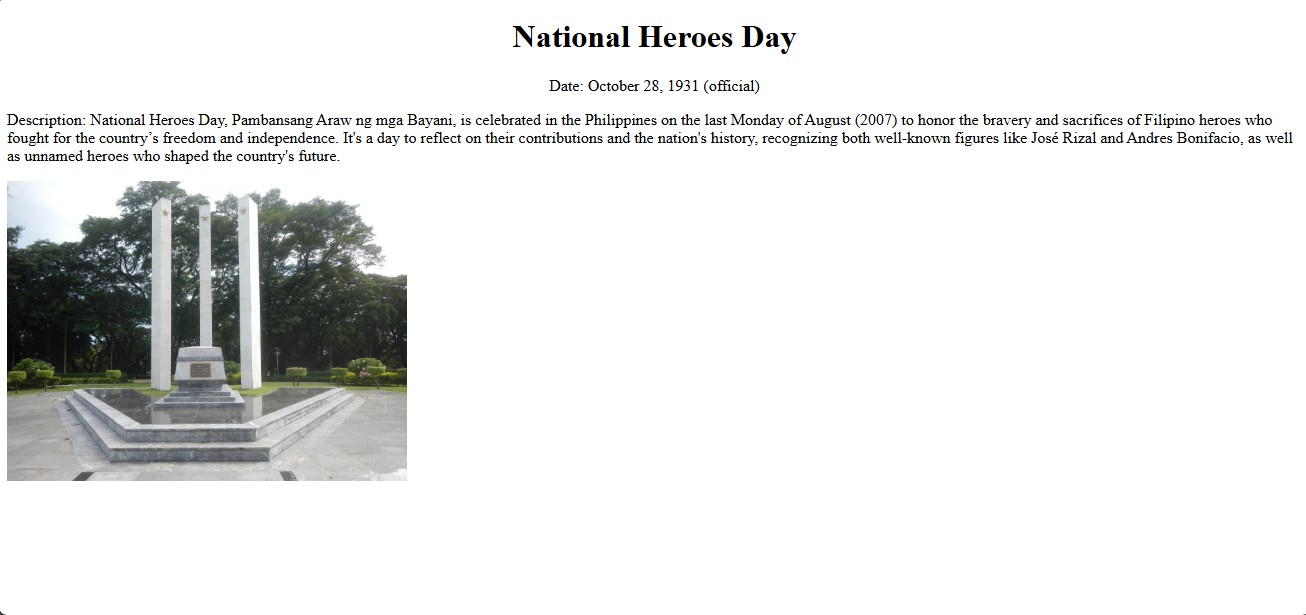 National Heroes Day
Date: October 28, 1931 (official)
Description: National Heroes Day, Pambansang Araw ng mga Bayani, is celebrated in the Philippines on the last Monday of August (2007) to honor the bravery and sacrifices of Filipino heroes who
fought for the country’s freedom and independence. It's a day to reflect on their contributions and the nation's history, recognizing both well-known figures like José Rizal and Andres Bonifacio, as well
as unnamed heroes who shaped the country's future.